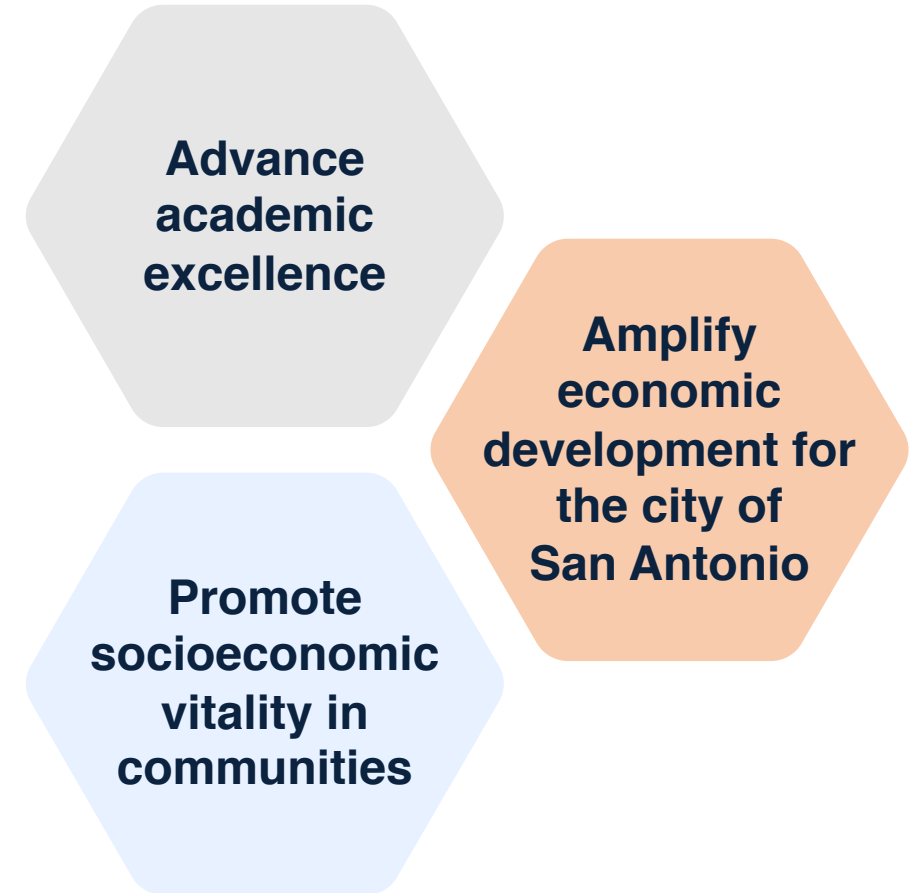 Advance
academic
excellence
Amplify
economic
development for
the city of
San Antonio
Promote
socioeconomic
vitality in
communities